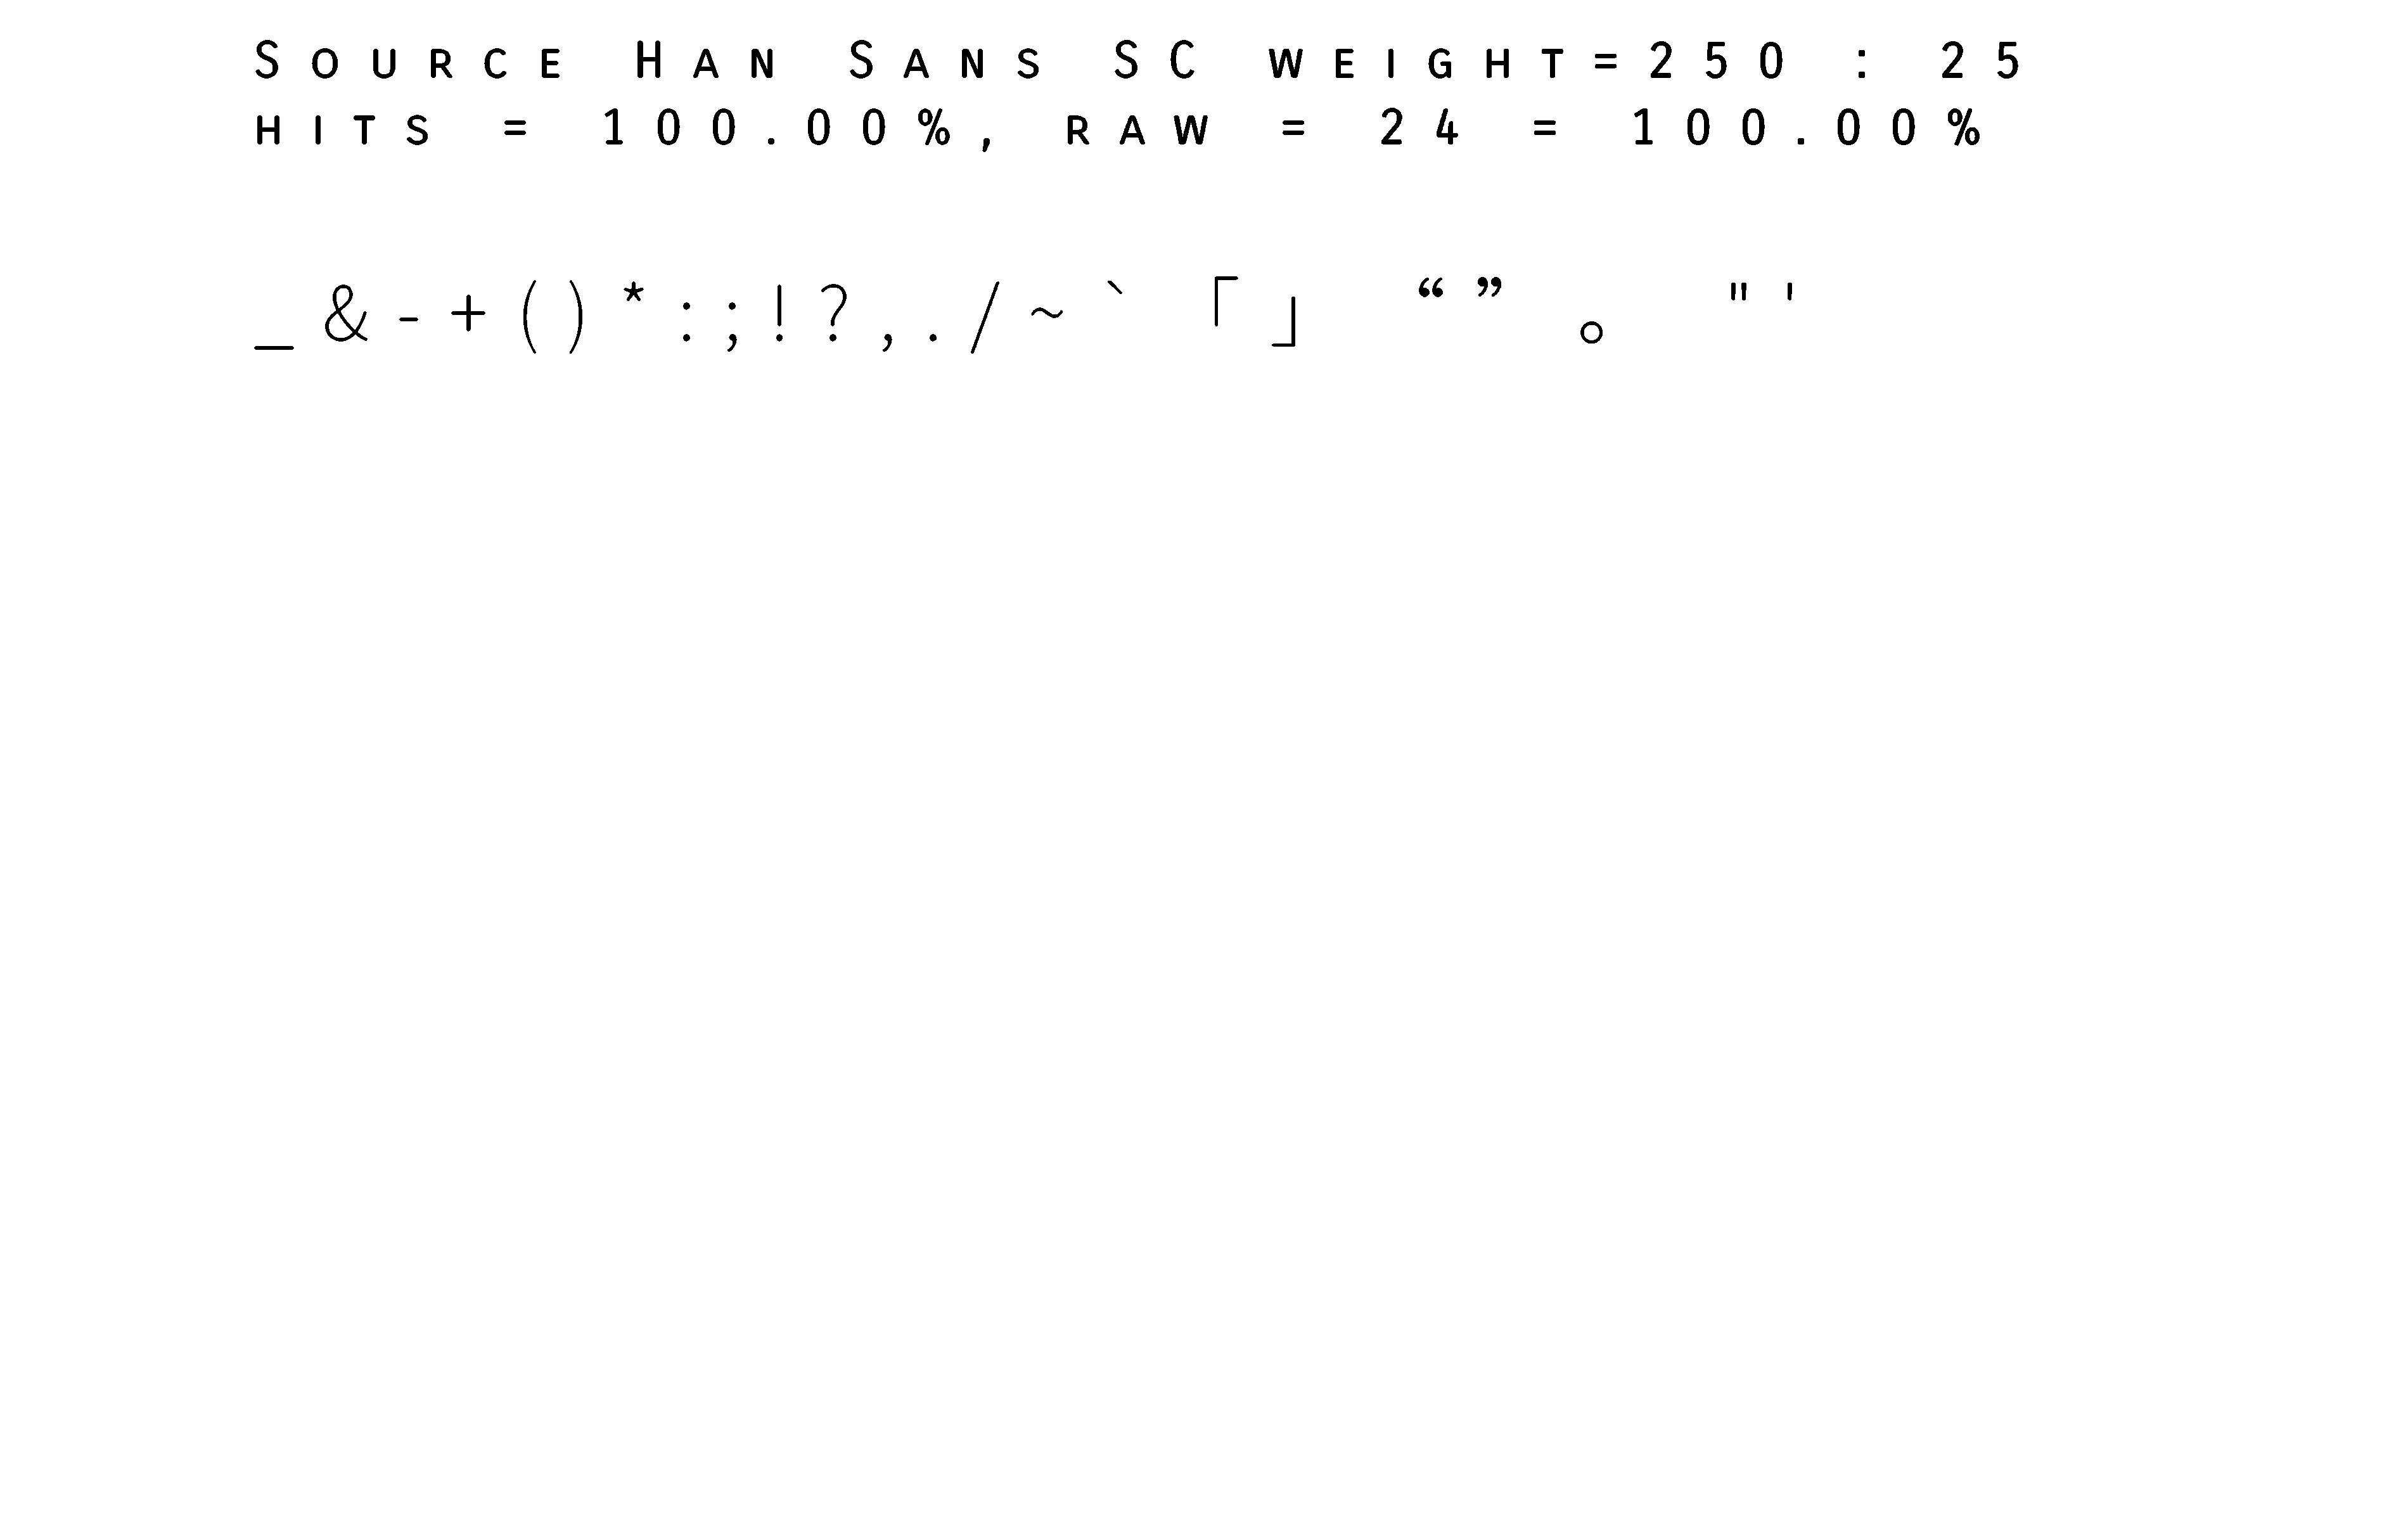 Source Han Sans SC weight=250 : 25
hits = 100.00%, raw = 24 = 100.00%
_&-+()*:;!?,./~`「」“”。"'